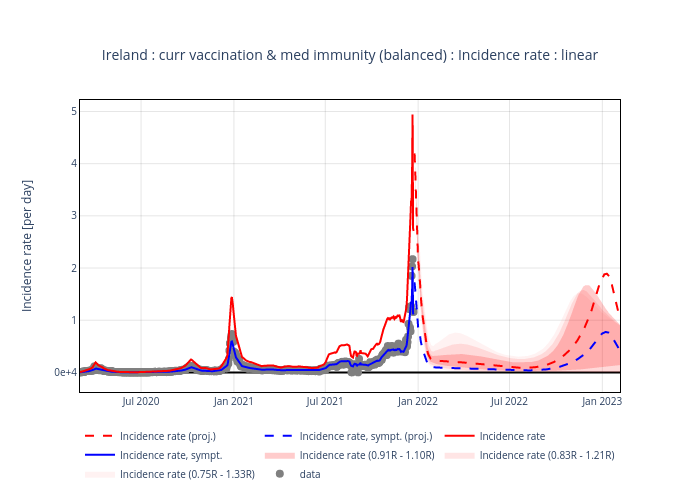 Ireland : curr vaccination & med immunity (balanced) : Incidence rate : linear
Incidence rate [per day]
5
4
3
2
1
0e+4
Jul 2020 Jan 2021 Jul 2021 Jan 2022 Jul 2022 Jan 2023
Incidence rate (proj.) Incidence rate, sympt. (proj.) Incidence rate
Incidence rate, sympt. Incidence rate (0.91R - 1.10R) Incidence rate (0.83R - 1.21R)
Incidence rate (0.75R - 1.33R) data